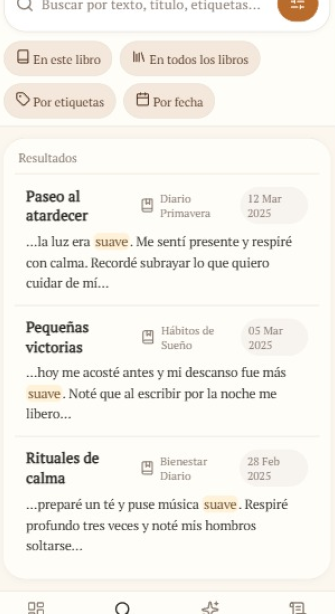 Buscar por texto, título, etiquetas...
En este libro
En todos los libros
Por etiquetas
Por fecha
Resultados
Paseo al
atardecer
Diario
Primavera
12 Mar
2025
...la luz era suave. Me sentí presente y respiré
con calma. Recordé subrayar lo que quiero
cuidar de mí...
Pequeñas
victorias
Hábitos de
Sueño
05 Mar
2025
...hoy me acosté antes y mi descanso fue más
suave. Noté que al escribir por la noche me
libero...
Rituales de
calma
Bienestar
Diario
28 Feb
2025
...preparé un té y puse música suave. Respiré
profundo tres veces y noté mis hombros
soltarse...